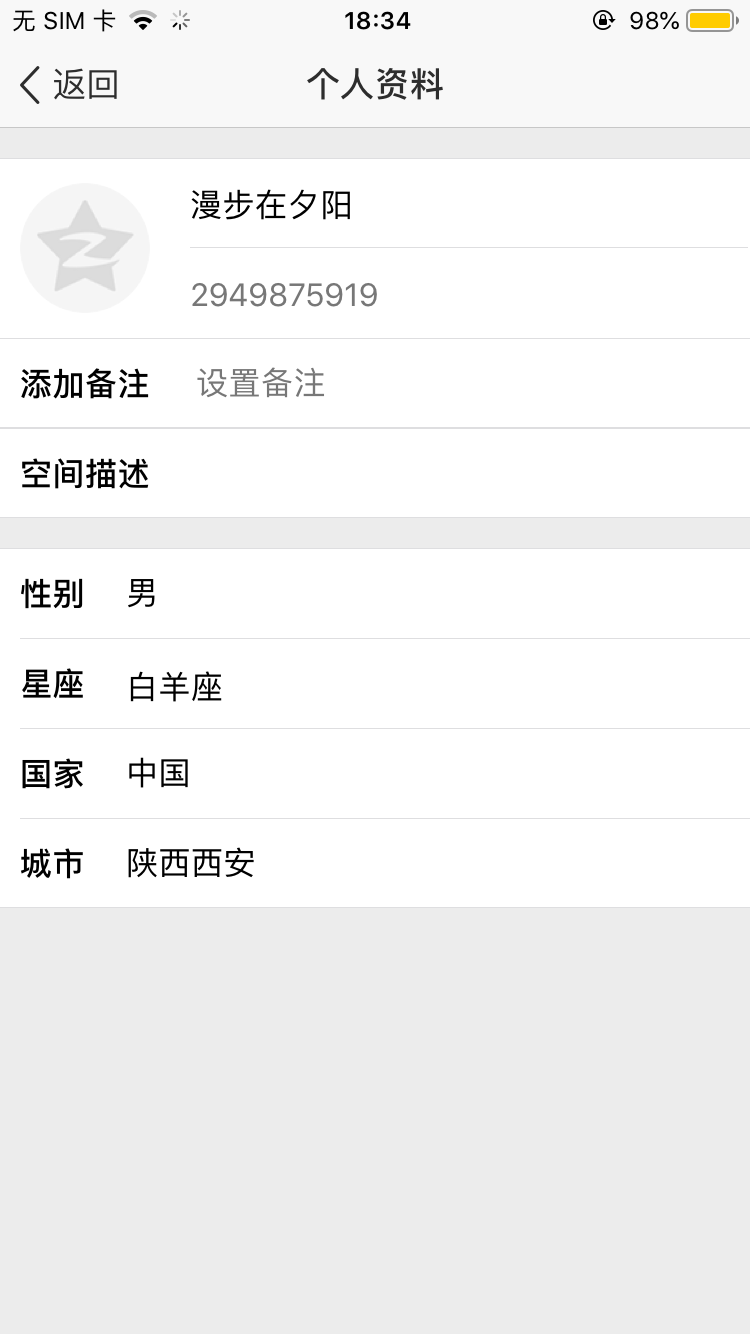 无 SIM 卡 18:34 98%
返回 个人资料
漫步在夕阳
2949875919
添加备注 设置备注
空间描述
性别 男
星座 白羊座
国家 中国
城市 陕西西安